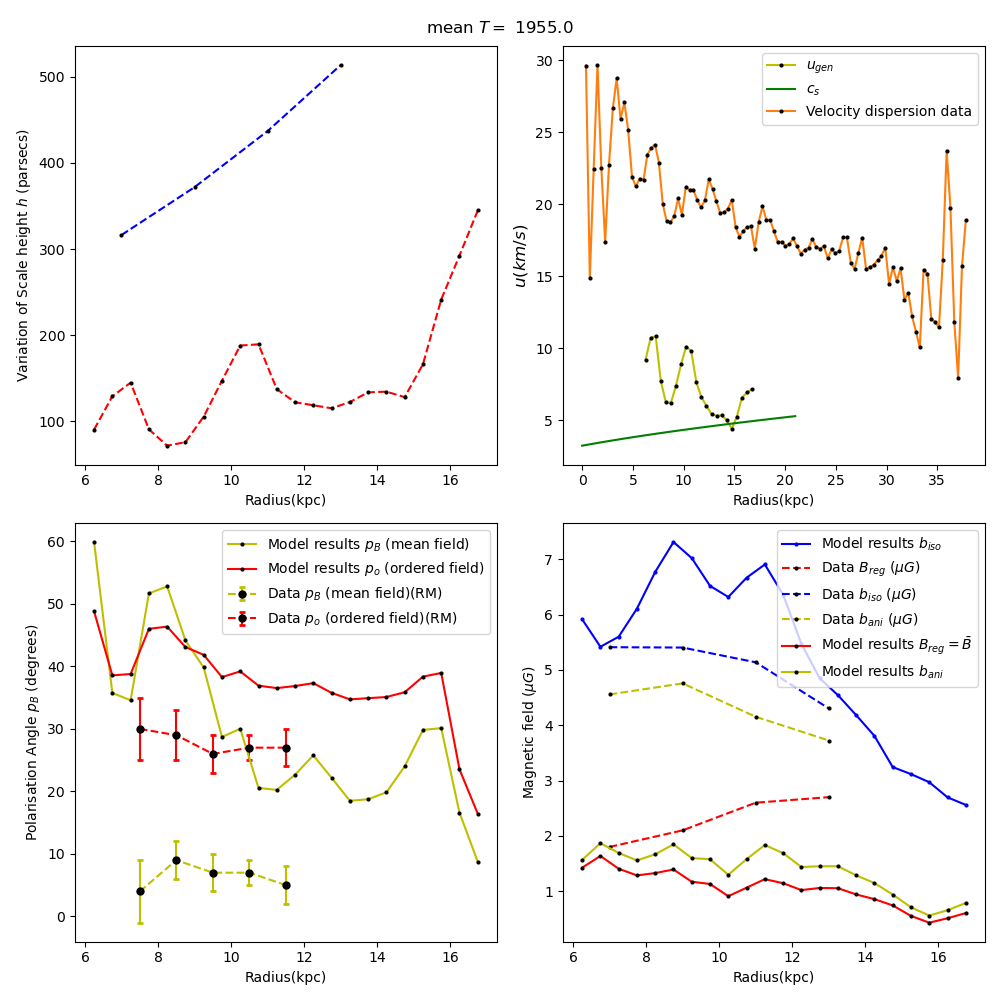 mean T = 1955.0
Variation of Scale height h (parsecs)
500
400
300
200
100
6 8 10 12 14 16
Radius(kpc)
u(km/s)
30
25
20
15
10
5
0 5 10 15 20 25 30 35
Radius(kpc)
u_gen
c_s
Velocity dispersion data
Polarisation Angle p_B (degrees)
60
50
40
30
20
10
0
6 8 10 12 14 16
Radius(kpc)
Model results p_B (mean field)
Model results p_o (ordered field)
Data p_B (mean field)(RM)
Data p_o (ordered field)(RM)
Magnetic field (μG)
7
6
5
4
3
2
1
6 8 10 12 14 16
Radius(kpc)
Model results b_iso
Data B_reg (μG)
Data b_iso (μG)
Data b_ani (μG)
Model results B_reg = B̄
Model results b_ani